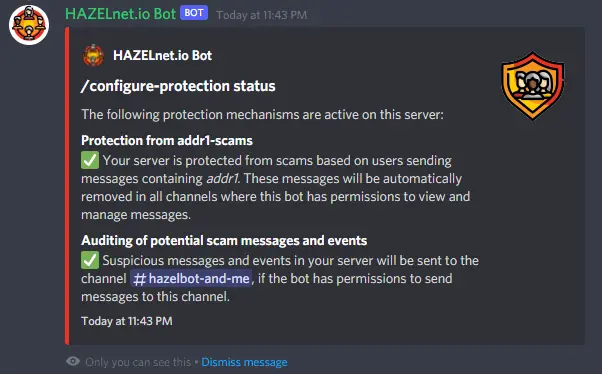 HAZELnet.io Bot BOT Today at 11:43 PM
HAZELnet.io Bot
/configure-protection status
The following protection mechanisms are active on this server:
Protection from addr1-scams
✅ Your server is protected from scams based on users sending
messages containing addr1. These messages will be automatically
removed in all channels where this bot has permissions to view and
manage messages.
Auditing of potential scam messages and events
✅ Suspicious messages and events in your server will be sent to the
channel #hazelbot-and-me, if the bot has permissions to send
messages to this channel.
Today at 11:43 PM
Only you can see this • Dismiss message